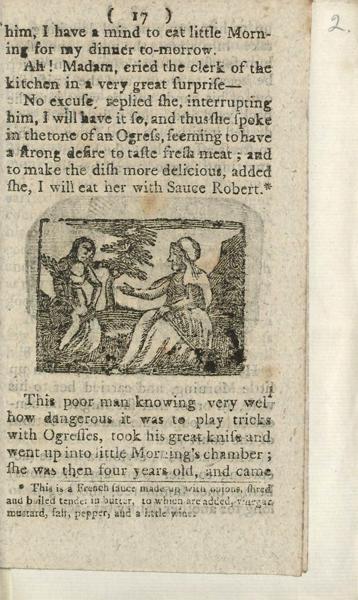 ( 17 )
2.
him, I have a mind to eat little Morn-
ing for my dinner to-morrow.
Ah! Madam, cried the clerk of the
kitchen in a very great ſurpriſe—
No excuſe, replied ſhe, interrupting
him, I will have it ſo, and thus ſhe ſpoke
in the tone of an Ogreſs, ſeeming to have
a ſtrong deſire to taſte freſh meat; and
to make the diſh more delicious, added
ſhe, I will eat her with Sauce Robert.*
This poor man knowing very wel
how dangerous it was to play tricks
with Ogreſſes, took his great knife and
went up into little Morning's chamber;
ſhe was then four years old, and came
* This is a French ſauce made up with onions, ſhred
and boiled tender in butter, to which are added, vinegar
muſtard, ſalt, pepper, and a little wine.